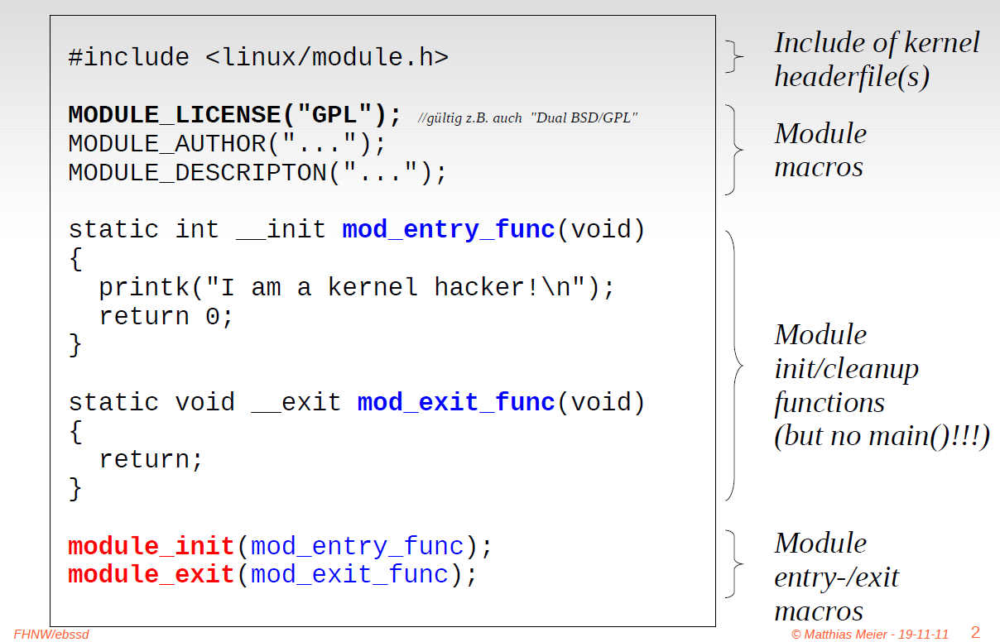 #include <linux/module.h>
Include of kernel
headerfile(s)
MODULE_LICENSE("GPL"); //gültig z.B. auch "Dual BSD/GPL"
MODULE_AUTHOR("...");
MODULE_DESCRIPTON("...");
Module
macros
static int __init mod_entry_func(void)
{
  printk("I am a kernel hacker!\n");
  return 0;
}
static void __exit mod_exit_func(void)
{
  return;
}
Module
init/cleanup
functions
(but no main()!!!)
module_init(mod_entry_func);
module_exit(mod_exit_func);
Module
entry-/exit
macros
FHNW/ebssd
© Matthias Meier - 19-11-11 2